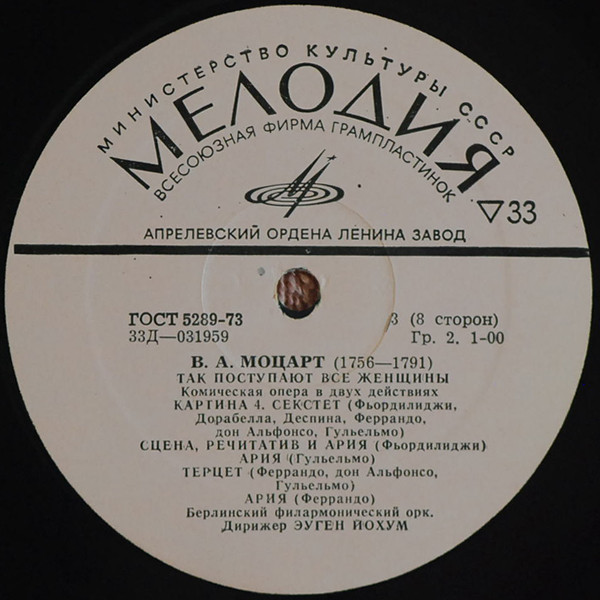 МИНИСТЕРСТВО КУЛЬТУРЫ СССР
МЕЛОДИЯ
ВСЕСОЮЗНАЯ ФИРМА ГРАМПЛАСТИНОК
33
АПРЕЛЕВСКИЙ ОРДЕНА ЛЕНИНА ЗАВОД
ГОСТ 5289-73 3 (8 сторон)
33Д—031959 Гр. 2. 1-00
В. А. МОЦАРТ (1756—1791)
ТАК ПОСТУПАЮТ ВСЕ ЖЕНЩИНЫ
Комическая опера в двух действиях
КАРТИНА 4. СЕКСТЕТ (Фьордилиджи,
Дорабелла, Деспина, Феррандо,
дон Альфонсо, Гульельмо)
СЦЕНА, РЕЧИТАТИВ И АРИЯ (Фьордилиджи)
АРИЯ (Гульельмо)
ТЕРЦЕТ (Феррандо, дон Альфонсо,
Гульельмо)
АРИЯ (Феррандо)
Берлинский филармонический орк.
Дирижер ЭУГЕН ЙОХУМ